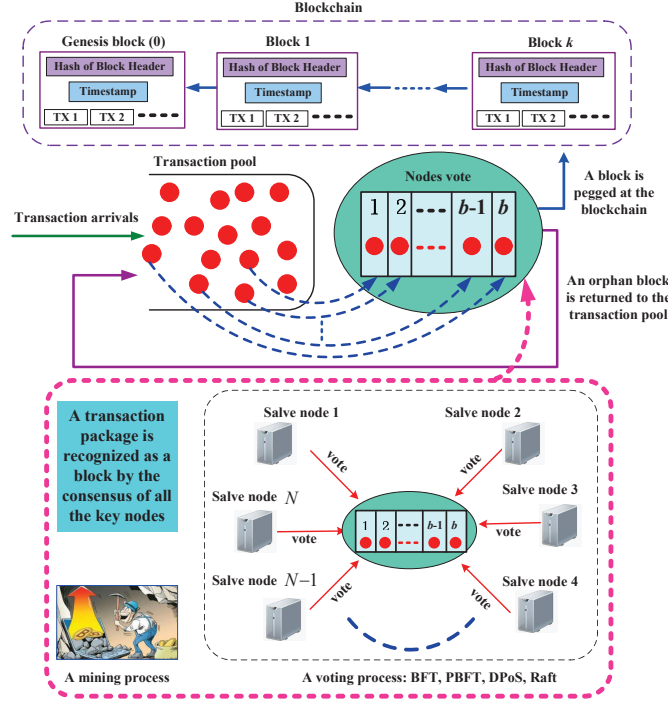 Blockchain
Genesis block (0)
Block 1
Block k
Hash of Block Header
Hash of Block Header
Hash of Block Header
Timestamp
Timestamp
Timestamp
TX 1 TX 2
TX 1 TX 2
TX 1 TX 2
Transaction pool
Nodes vote
A block is
pegged at the
blockchain
1 2 b-1 b
Transaction arrivals
An orphan block
is returned to the
transaction pool
A transaction
package is
recognized as a
block by the
consensus of all
the key nodes
Salve node 1
Salve node 2
vote
vote
Salve node N
Salve node 3
1 2 b-1 b
vote
vote
Salve node N-1
Salve node 4
vote
vote
A mining process
A voting process: BFT, PBFT, DPoS, Raft